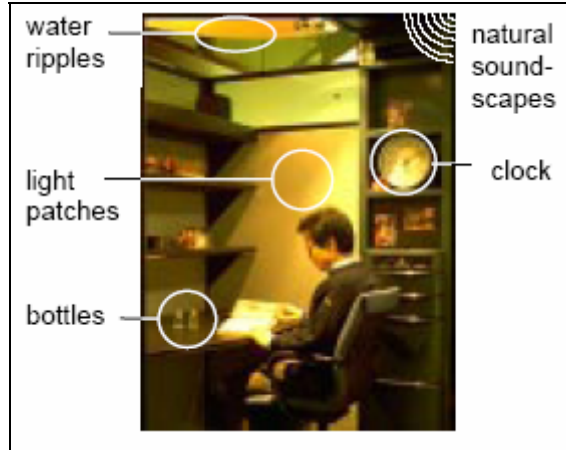 water
ripples
natural
sound-
scapes
clock
light
patches
bottles